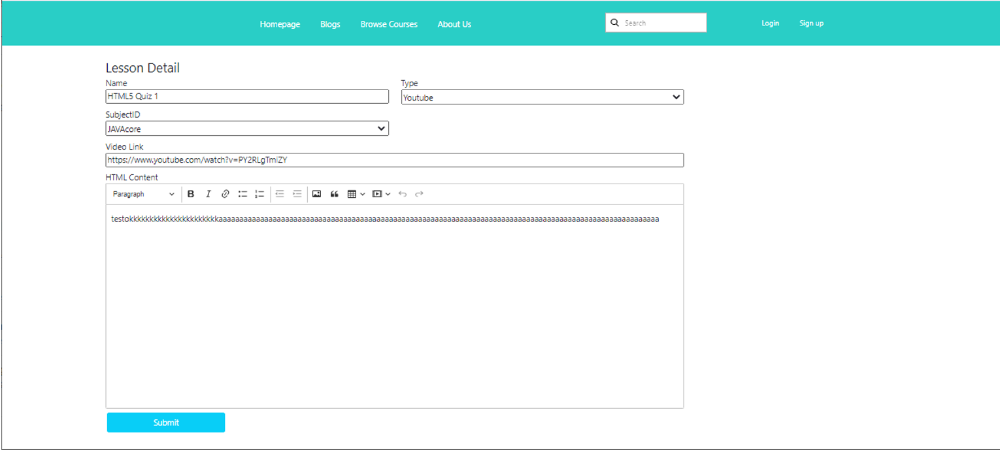 Homepage Blogs Browse Courses About Us Search Login Sign up
Lesson Detail
Name Type
HTML5 Quiz 1 Youtube
SubjectID
JAVAcore
Video Link
https://www.youtube.com/watch?v=PY2RLgTmiZY
HTML Content
Paragraph B I
Submit